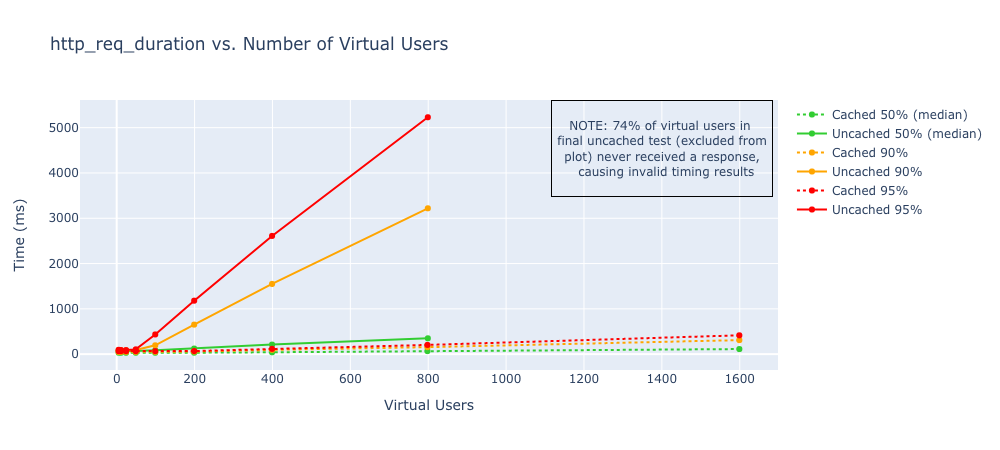 http_req_duration vs. Number of Virtual Users
Time (ms)
5000
4000
3000
2000
1000
0
NOTE: 74% of virtual users in
final uncached test (excluded from
plot) never received a response,
causing invalid timing results
Cached 50% (median)
Uncached 50% (median)
Cached 90%
Uncached 90%
Cached 95%
Uncached 95%
0 200 400 600 800 1000 1200 1400 1600
Virtual Users